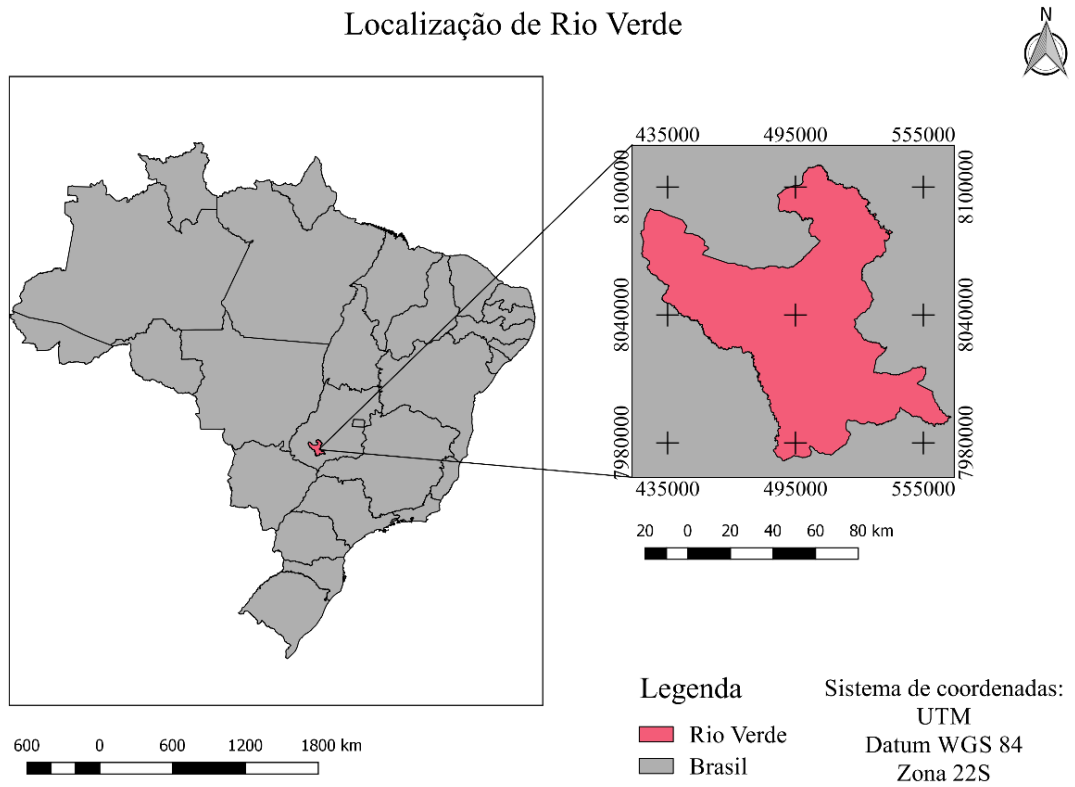 Localização de Rio Verde
N
435000 495000 555000
8100000
8100000
8040000
8040000
7980000
7980000
435000 495000 555000
20 0 20 40 60 80 km
Legenda
Rio Verde
Brasil
Sistema de coordenadas:
UTM
Datum WGS 84
Zona 22S
600 0 600 1200 1800 km